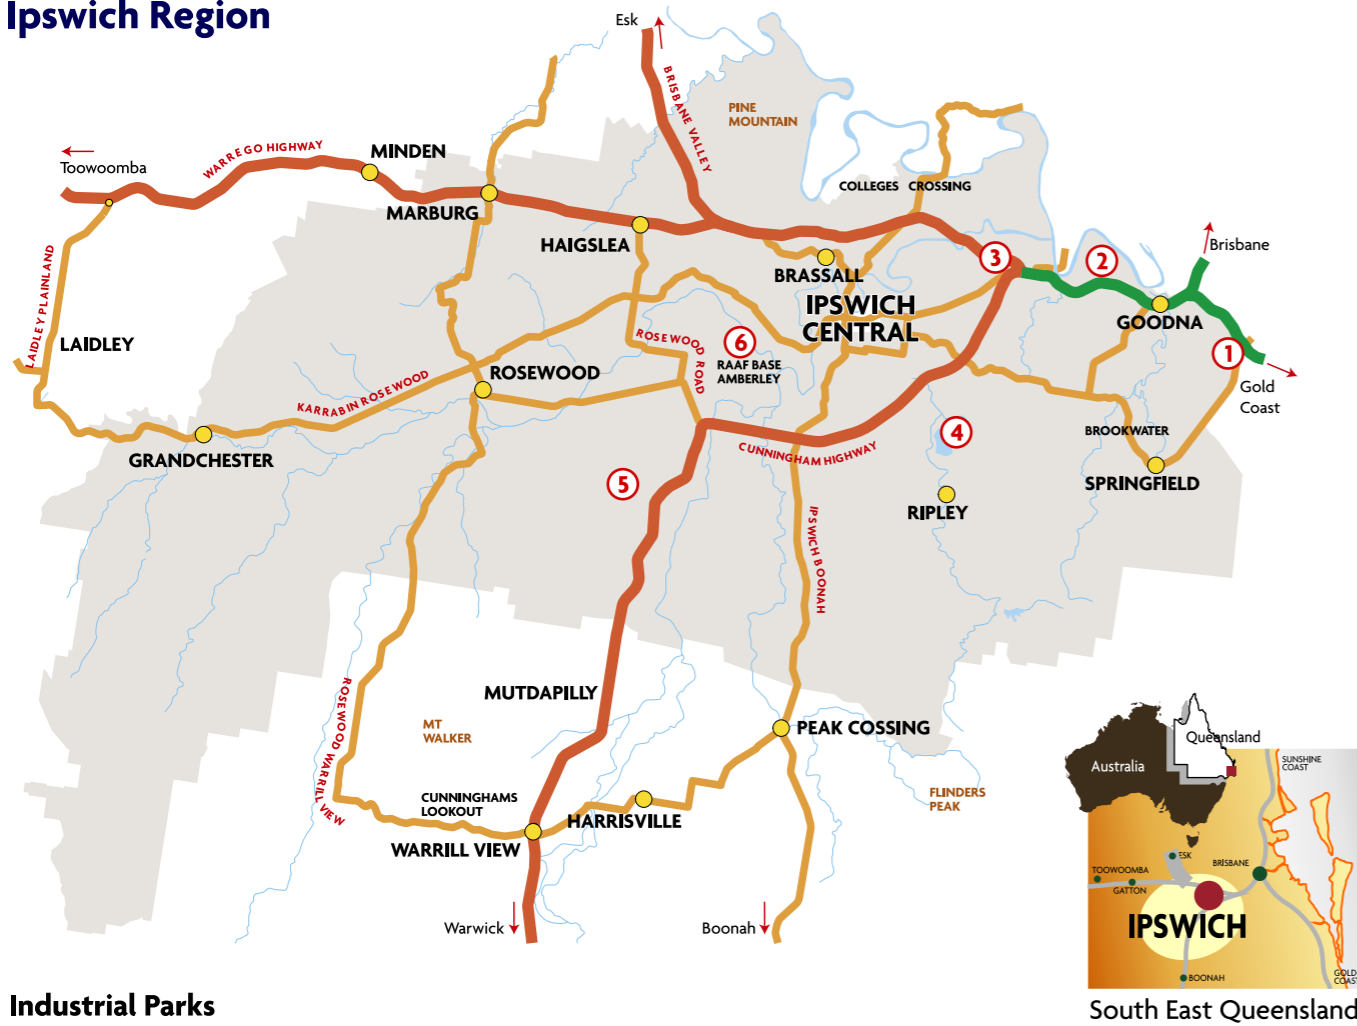 Ipswich Region
Esk
BRISBANE VALLEY
PINE
MOUNTAIN
Toowoomba
WARREGO HIGHWAY
MINDEN
MARBURG
HAIGSLEA
COLLEGES CROSSING
BRASSALL
IPSWICH
CENTRAL
3
2
Brisbane
GOODNA
1
Gold
Coast
LAIDLEY PLAINLAND
LAIDLEY
ROSEWOOD ROAD
6
RAAF BASE
AMBERLEY
ROSEWOOD
KARRABIN ROSEWOOD
GRANDCHESTER
CUNNINGHAM HIGHWAY
4
BROOKWATER
SPRINGFIELD
5
RIPLEY
IPSWICH BOONAH
ROSEWOOD WARRILL VIEW
MUTDAPILLY
MT
WALKER
PEAK COSSING
CUNNINGHAMS
LOOKOUT
HARRISVILLE
WARRILL VIEW
FLINDERS
PEAK
Warwick
Boonah
Queensland
Australia
SUNSHINE
COAST
ESK
BRISBANE
TOOWOOMBA
GATTON
IPSWICH
BOONAH
GOLD
COAST
Industrial Parks
South East Queensland